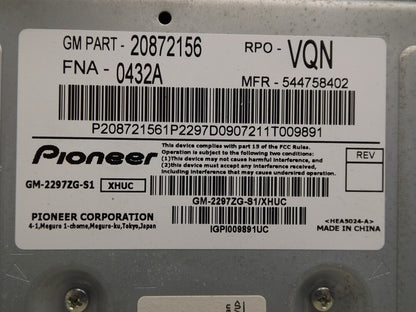 GM PART - 20872156
RPO - VQN
FNA - 0432A
MFR - 544758402
P208721561P2297D0907211T009891
Pioneer
This device complies with part 15 of the FCC Rules.
Operation is subject to the following two conditions:
(1)This device may not cause harmful interference, and
(2)This device must accept any interference received,
including interference that may cause undesired operation.
REV
GM-2297ZG-S1 XHUC
GM-2297ZG-S1/XHUC
PIONEER CORPORATION
4-1,Meguro 1-chome,Meguro-ku,Tokyo,Japan
IGPI009891UC
<HEA5024-A>
MADE IN CHINA